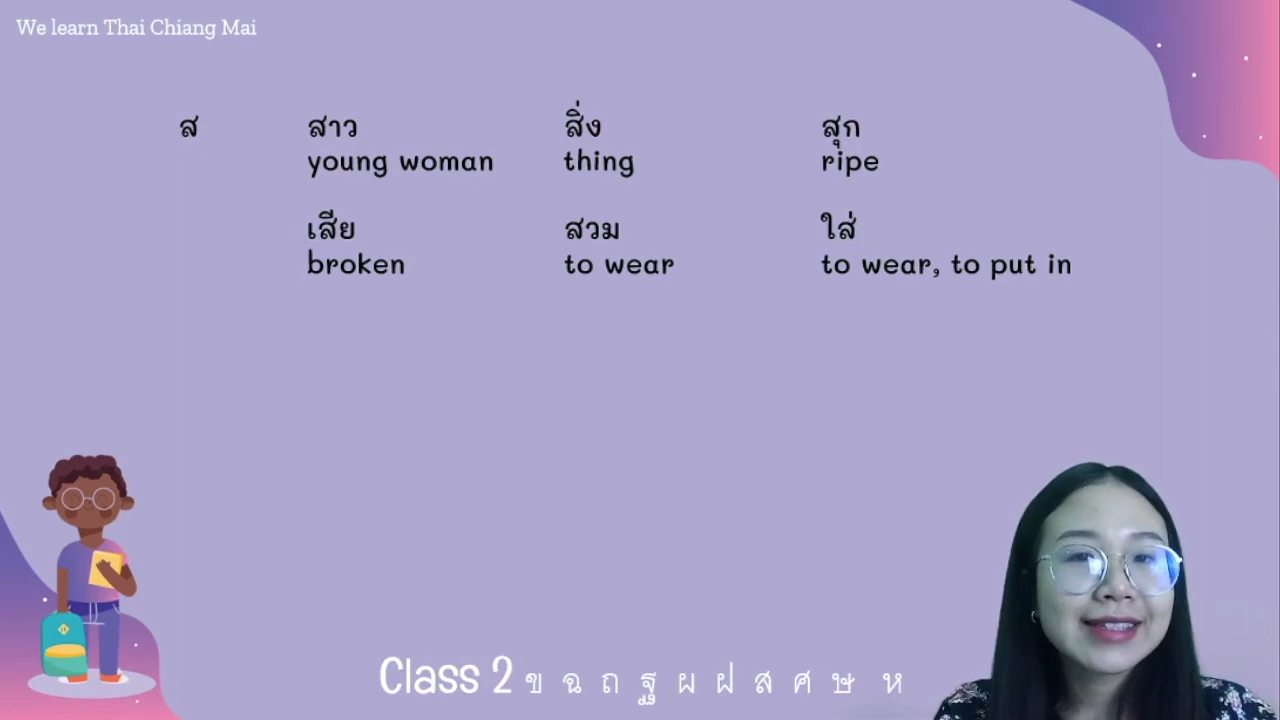 We learn Thai Chiang Mai
ส สาว สิ่ง สุก
young woman thing ripe
เสีย สวม ใส่
broken to wear to wear, to put in
Class 2 ข ฉ ถ ฐ ผ ฝ ส ศ ษ ห